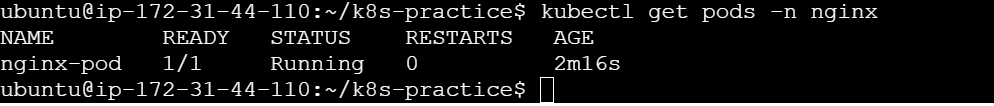 ubuntu@ip-172-31-44-110:~/k8s-practice$ kubectl get pods -n nginx
NAME READY STATUS RESTARTS AGE
nginx-pod 1/1 Running 0 2m16s
ubuntu@ip-172-31-44-110:~/k8s-practice$